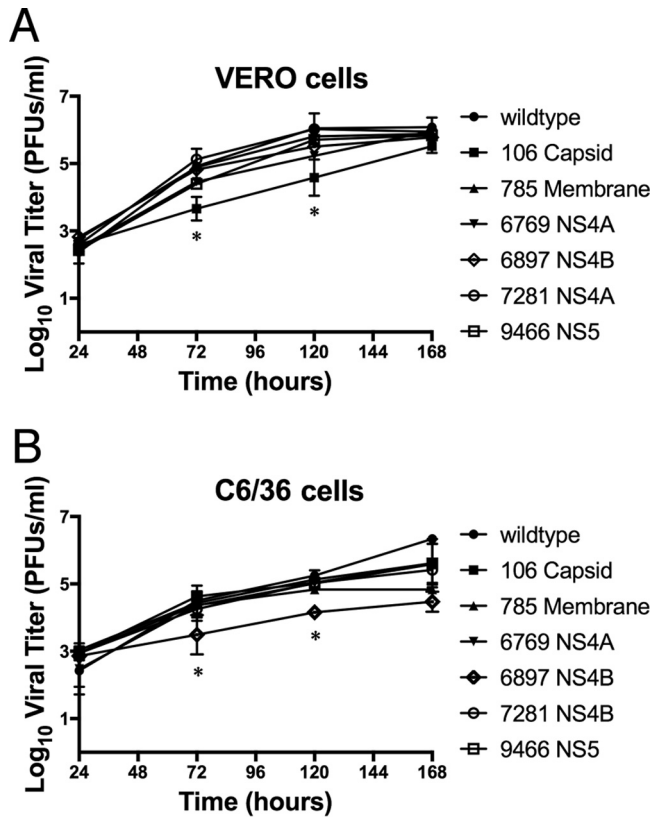 A
VERO cells
Log10 Viral Titer (PFUs/ml)
7
5
3
1
* *
24 48 72 96 120 144 168
Time (hours)
wildtype
106 Capsid
785 Membrane
6769 NS4A
6897 NS4B
7281 NS4A
9466 NS5
B
C6/36 cells
Log10 Viral Titer (PFUs/ml)
7
5
3
1
* *
24 48 72 96 120 144 168
Time (hours)
wildtype
106 Capsid
785 Membrane
6769 NS4A
6897 NS4B
7281 NS4B
9466 NS5